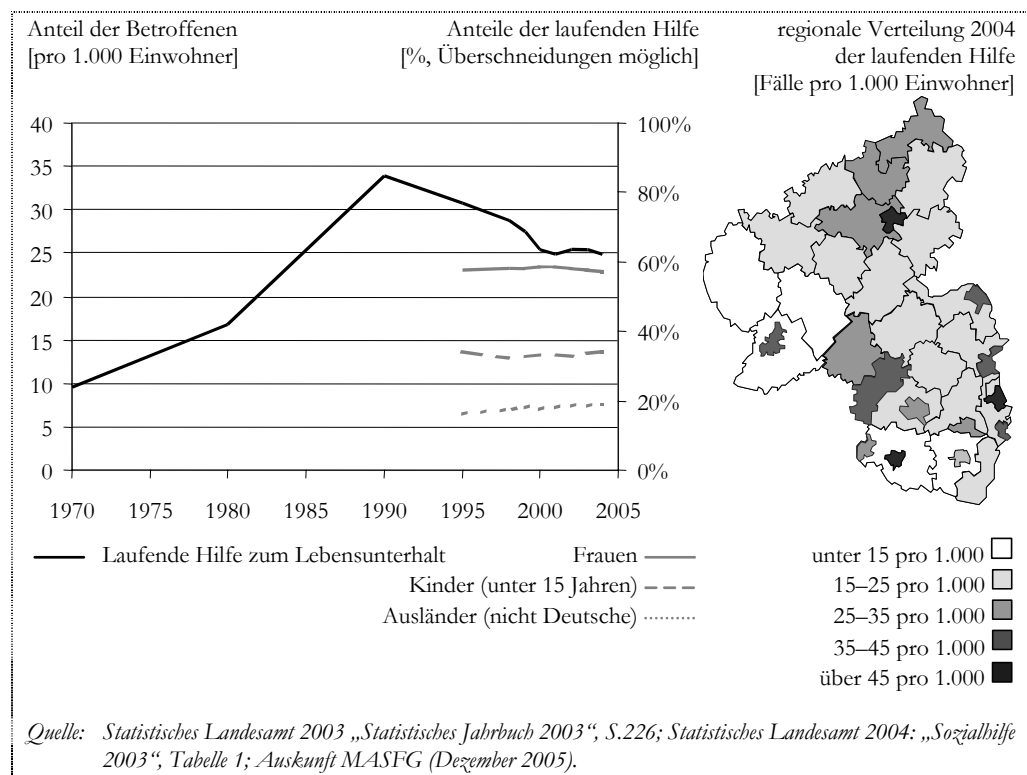 Anteil der Betroffenen
[pro 1.000 Einwohner]
Anteile der laufenden Hilfe
[%, Überschneidungen möglich]
regionale Verteilung 2004
der laufenden Hilfe
[Fälle pro 1.000 Einwohner]
40
35
30
25
20
15
10
5
0
100%
80%
60%
40%
20%
0%
1970 1975 1980 1985 1990 1995 2000 2005
Laufende Hilfe zum Lebensunterhalt
Frauen
Kinder (unter 15 Jahren)
Ausländer (nicht Deutsche)
unter 15 pro 1.000
15–25 pro 1.000
25–35 pro 1.000
35–45 pro 1.000
über 45 pro 1.000
Quelle: Statistisches Landesamt 2003 „Statistisches Jahrbuch 2003“, S.226; Statistisches Landesamt 2004: „Sozialhilfe
2003“, Tabelle 1; Auskunft MASFG (Dezember 2005).